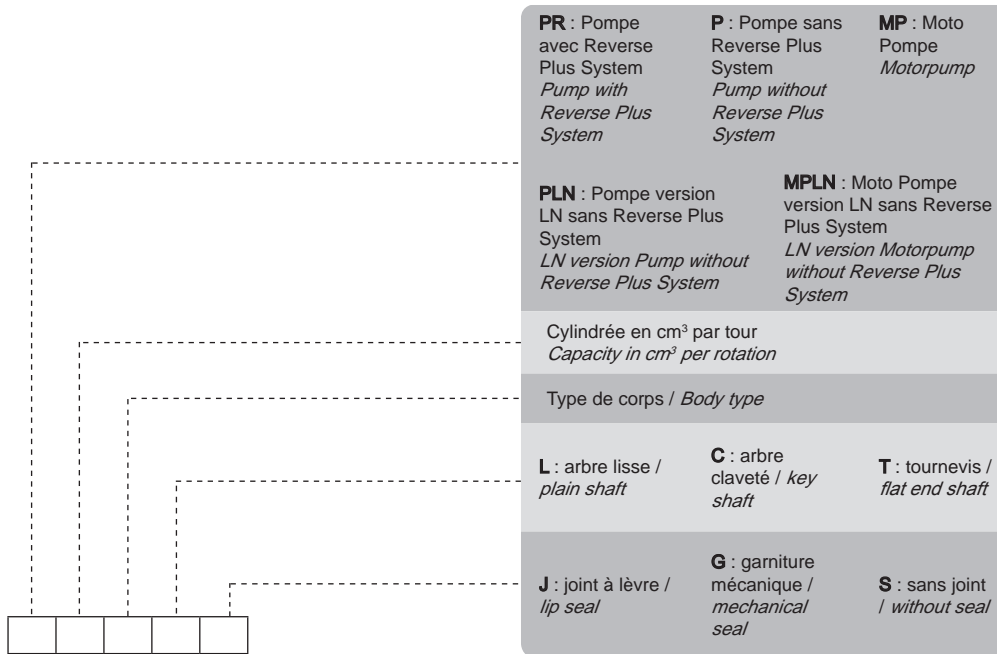 PR : Pompe
avec Reverse
Plus System
Pump with
Reverse Plus
System
P : Pompe sans
Reverse Plus
System
Pump without
Reverse Plus
System
MP : Moto
Pompe
Motorpump
PLN : Pompe version
LN sans Reverse Plus
System
LN version Pump without
Reverse Plus System
MPLN : Moto Pompe
version LN sans Reverse
Plus System
LN version Motorpump
without Reverse Plus
System
Cylindrée en cm³ par tour
Capacity in cm³ per rotation
Type de corps / Body type
L : arbre lisse /
plain shaft
C : arbre
claveté / key
shaft
T : tournevis /
flat end shaft
J : joint à lèvre /
lip seal
G : garniture
mécanique /
mechanical
seal
S : sans joint
/ without seal